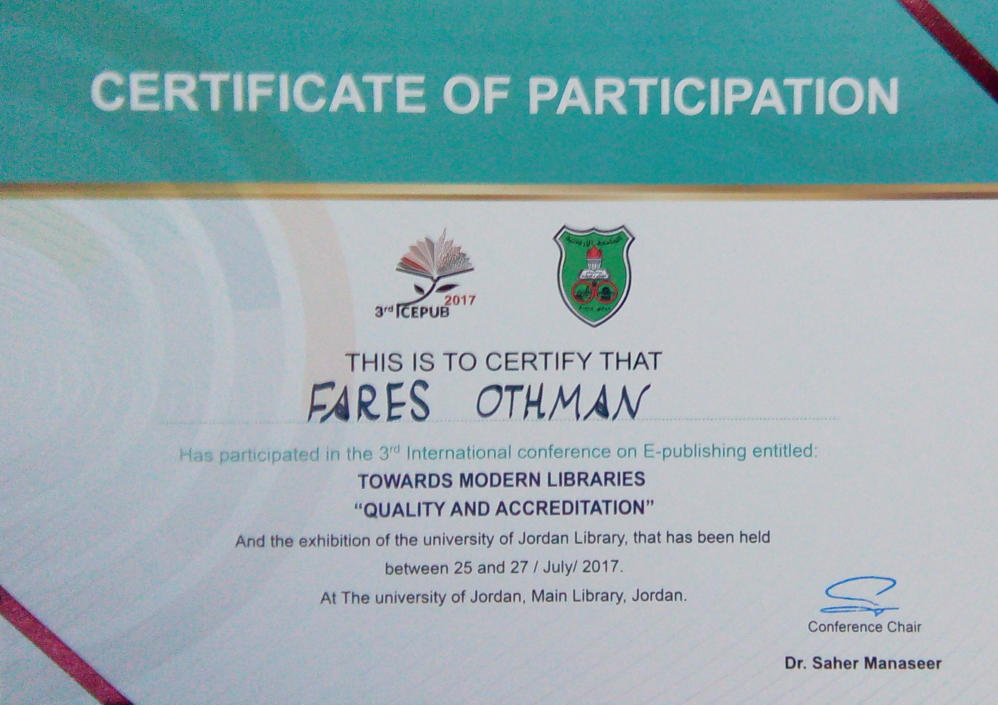 CERTIFICATE OF PARTICIPATION
3rd ICEPUB 2017
الجامعة الأردنية
THIS IS TO CERTIFY THAT
FARES OTHMAN
Has participated in the 3rd International conference on E-publishing entitled:
TOWARDS MODERN LIBRARIES
“QUALITY AND ACCREDITATION”
And the exhibition of the university of Jordan Library, that has been held
between 25 and 27 / July/ 2017.
At The university of Jordan, Main Library, Jordan.
Conference Chair
Dr. Saher Manaseer